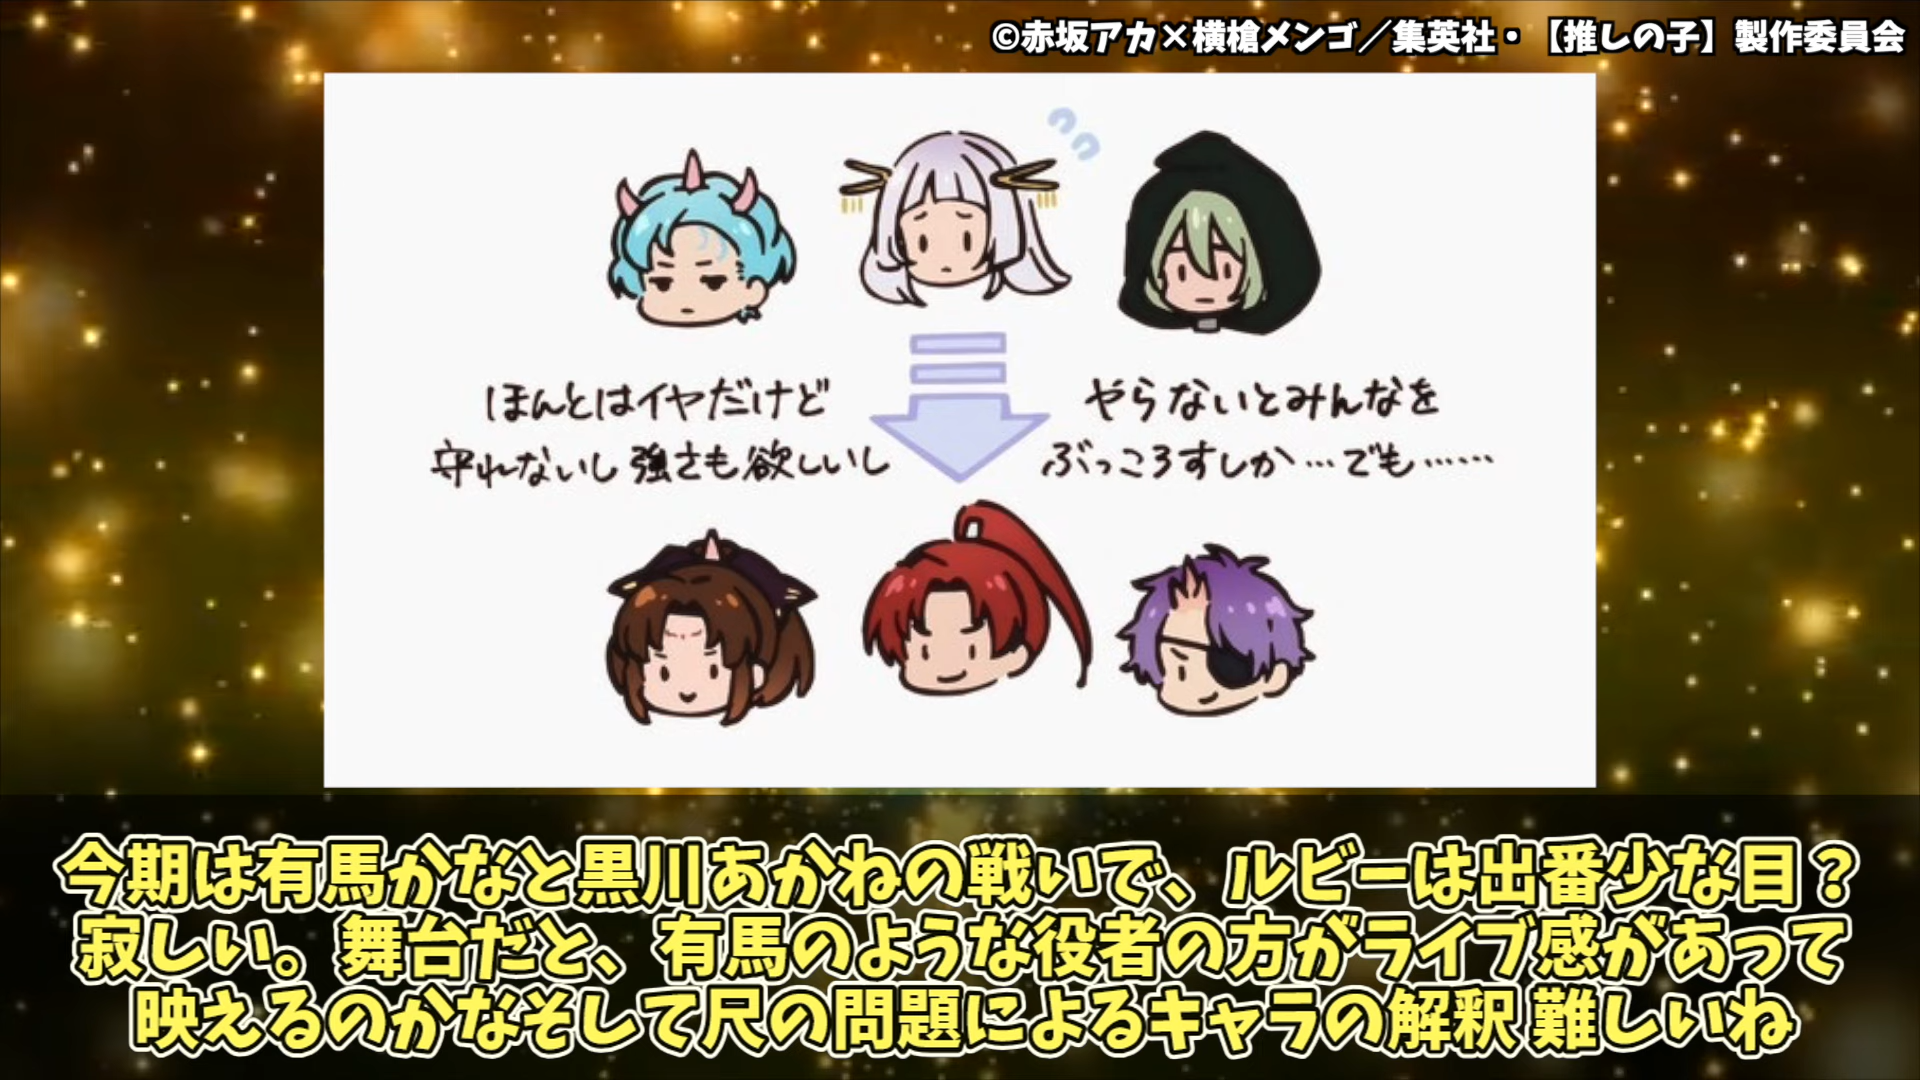 ©赤坂アカ×横槍メンゴ／集英社・【推しの子】製作委員会
ほんとはイヤだけど
守れないし強さも欲しいし
やらないとみんなを
ぶっころすしか…でも……
今期は有馬かなと黒川あかねの戦いで、ルビーは出番少な目？
寂しい。舞台だと、有馬のような役者の方がライブ感があって
映えるのかなそして尺の問題によるキャラの解釈 難しいね